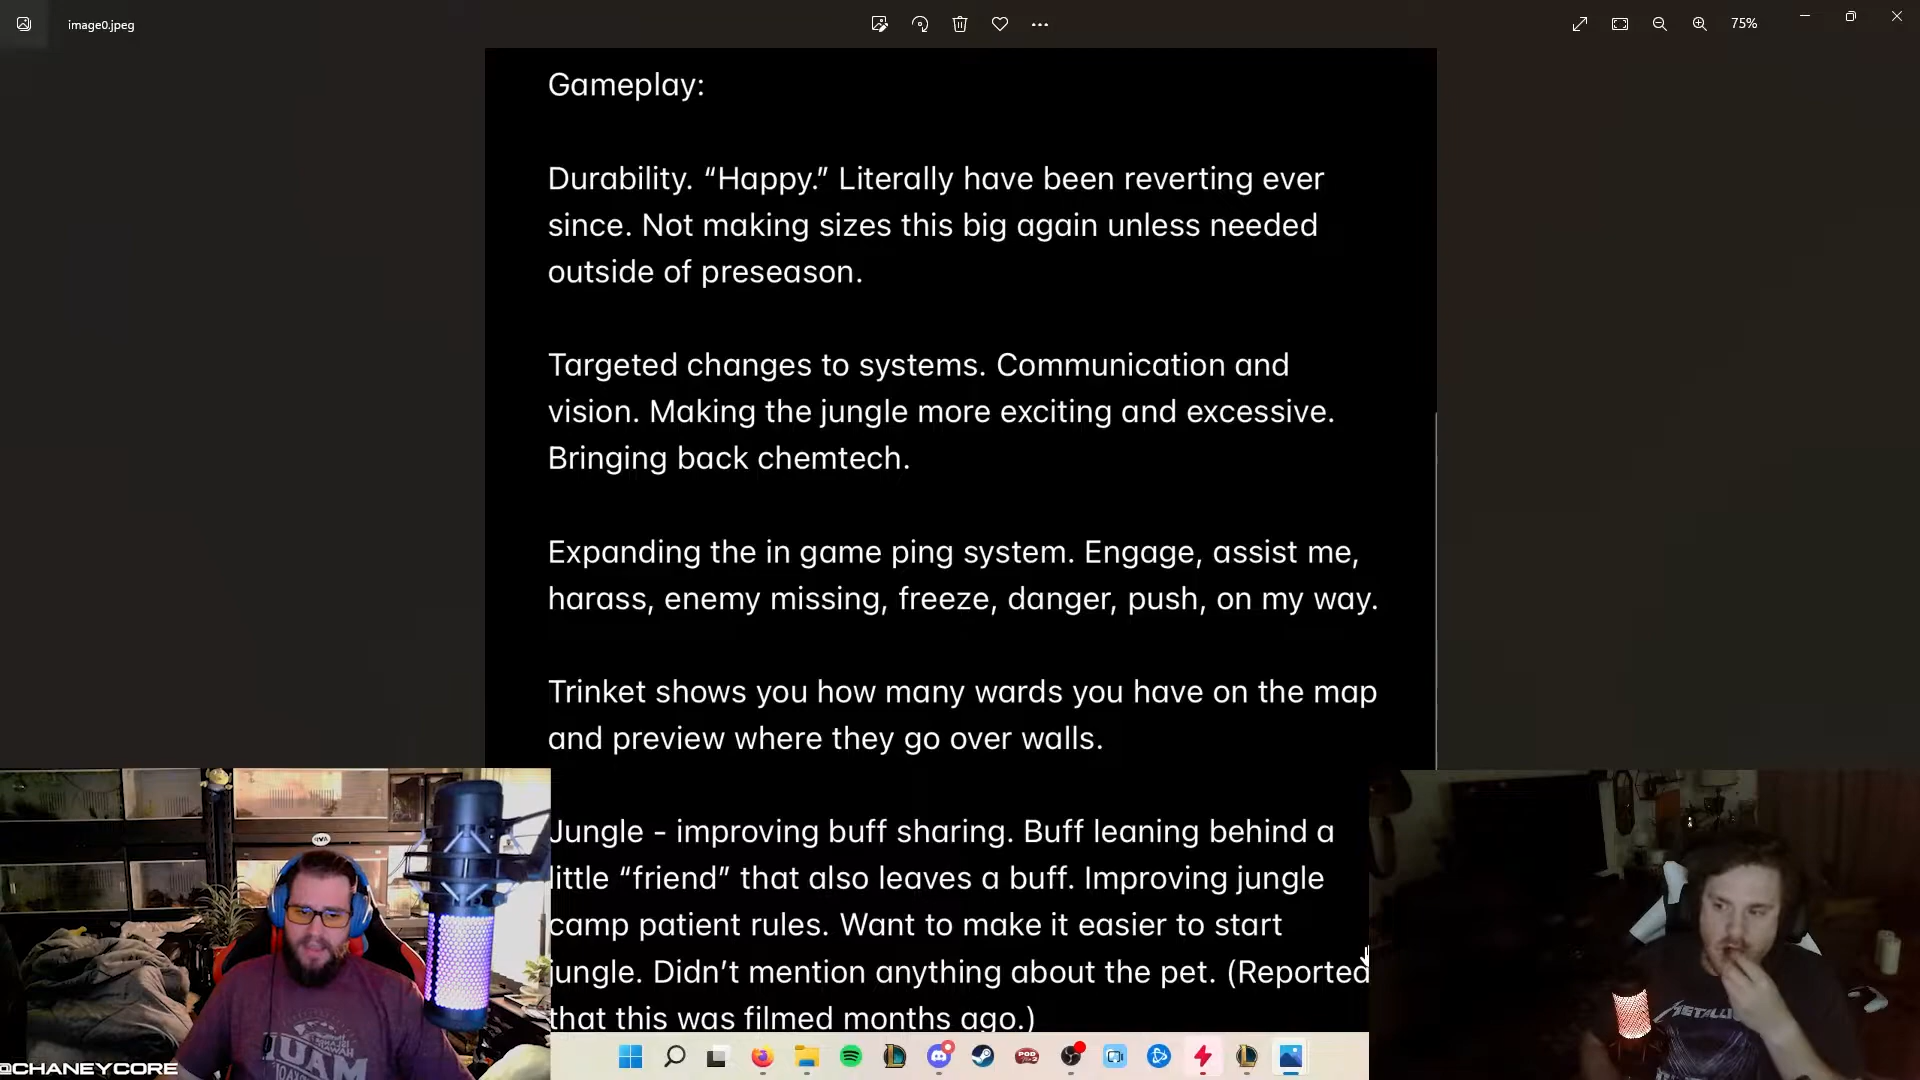 image0.jpeg
75%
Gameplay:
Durability. “Happy.” Literally have been reverting ever
since. Not making sizes this big again unless needed
outside of preseason.
Targeted changes to systems. Communication and
vision. Making the jungle more exciting and excessive.
Bringing back chemtech.
Expanding the in game ping system. Engage, assist me,
harass, enemy missing, freeze, danger, push, on my way.
Trinket shows you how many wards you have on the map
and preview where they go over walls.
Jungle - improving buff sharing. Buff leaning behind a
little “friend” that also leaves a buff. Improving jungle
camp patient rules. Want to make it easier to start
jungle. Didn’t mention anything about the pet. (Reported
that this was filmed months ago.)
@CHANEYCORE
METALLIC